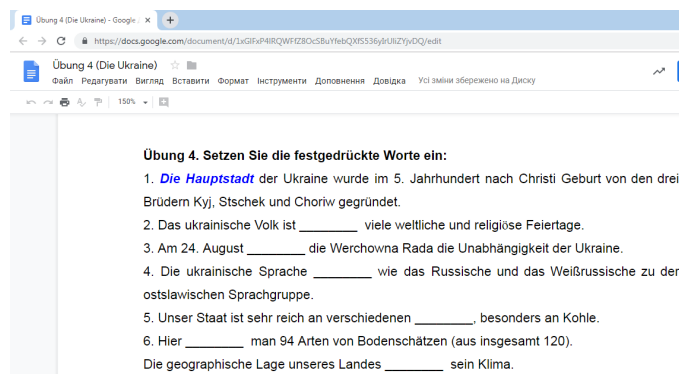 Übung 4 (Die Ukraine) - Google
https://docs.google.com/document/d/1xGIFxP4lRQWFfZ8OcSBuYfebQXfS536yIrUliZYjvDQ/edit
Übung 4 (Die Ukraine)
Файл Редагувати Вигляд Вставити Формат Інструменти Доповнення Довідка Усі зміни збережено на Диску
150%
Übung 4. Setzen Sie die festgedrückte Worte ein:
1. Die Hauptstadt der Ukraine wurde im 5. Jahrhundert nach Christi Geburt von den drei
Brüdern Kyj, Stschek und Choriw gegründet.
2. Das ukrainische Volk ist ________ viele weltliche und religiöse Feiertage.
3. Am 24. August ________ die Werchowna Rada die Unabhängigkeit der Ukraine.
4. Die ukrainische Sprache ________ wie das Russische und das Weißrussische zu der
ostslawischen Sprachgruppe.
5. Unser Staat ist sehr reich an verschiedenen ________, besonders an Kohle.
6. Hier ________ man 94 Arten von Bodenschätzen (aus insgesamt 120).
Die geographische Lage unseres Landes ________ sein Klima.